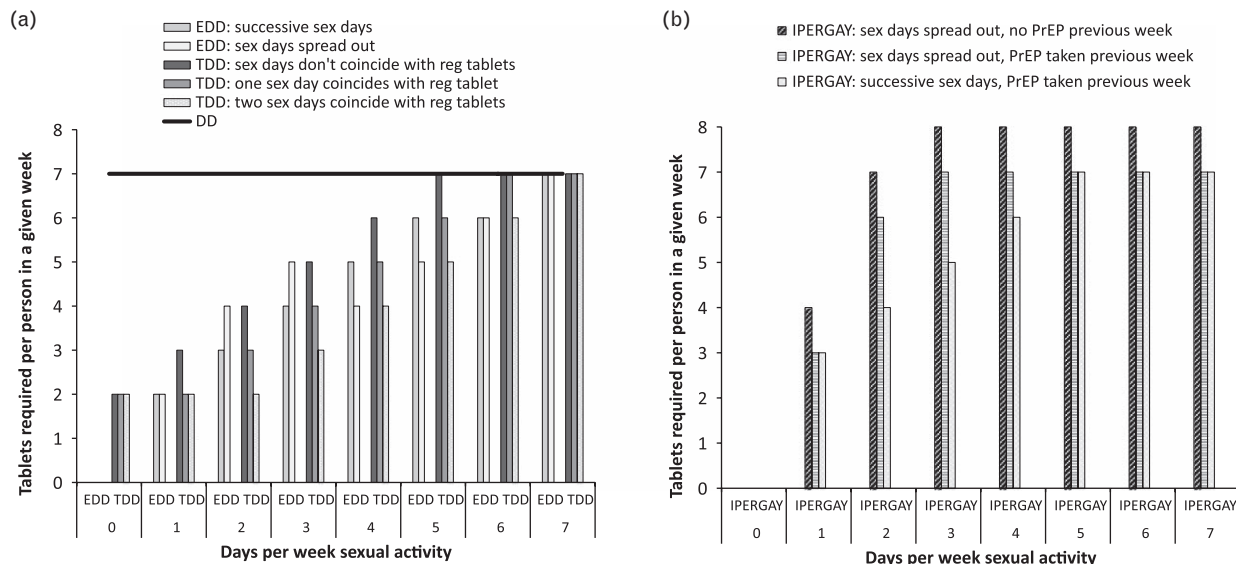 (a)
EDD: successive sex days
EDD: sex days spread out
TDD: sex days don't coincide with reg tablets
TDD: one sex day coincides with reg tablet
TDD: two sex days coincide with reg tablets
DD
Tablets required per person in a given week
8
7
6
5
4
3
2
1
0
EDD TDD EDD TDD EDD TDD EDD TDD EDD TDD EDD TDD EDD TDD EDD TDD
0 1 2 3 4 5 6 7
Days per week sexual activity
(b)
IPERGAY: sex days spread out, no PrEP previous week
IPERGAY: sex days spread out, PrEP taken previous week
IPERGAY: successive sex days, PrEP taken previous week
Tablets required per person in a given week
8
7
6
5
4
3
2
1
0
IPERGAY IPERGAY IPERGAY IPERGAY IPERGAY IPERGAY IPERGAY IPERGAY
0 1 2 3 4 5 6 7
Days per week sexual activity